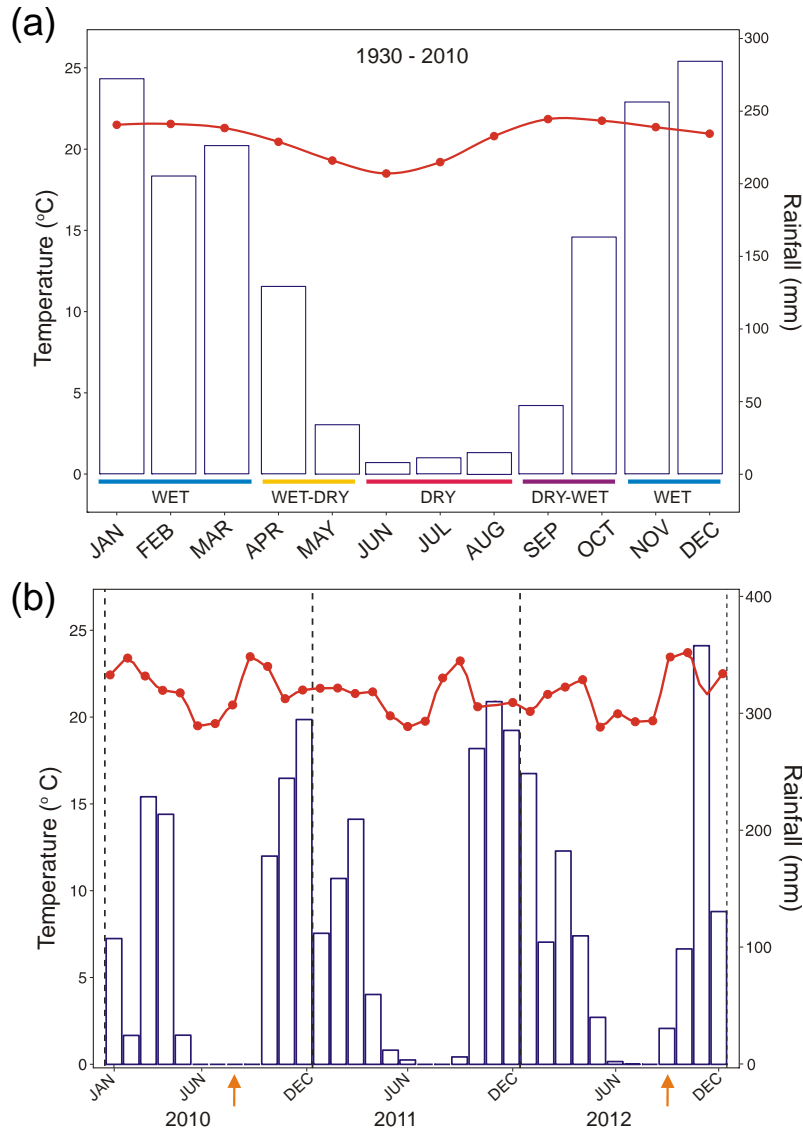 (a)
1930 - 2010
Temperature (°C)
Rainfall (mm)
25
20
15
10
5
0
300
250
200
150
100
50
0
WET
WET-DRY
DRY
DRY-WET
WET
JAN
FEB
MAR
APR
MAY
JUN
JUL
AUG
SEP
OCT
NOV
DEC
(b)
Temperature (° C)
Rainfall (mm)
25
20
15
10
5
0
400
300
200
100
0
JAN
JUN
DEC
JUN
DEC
JUN
DEC
2010
2011
2012